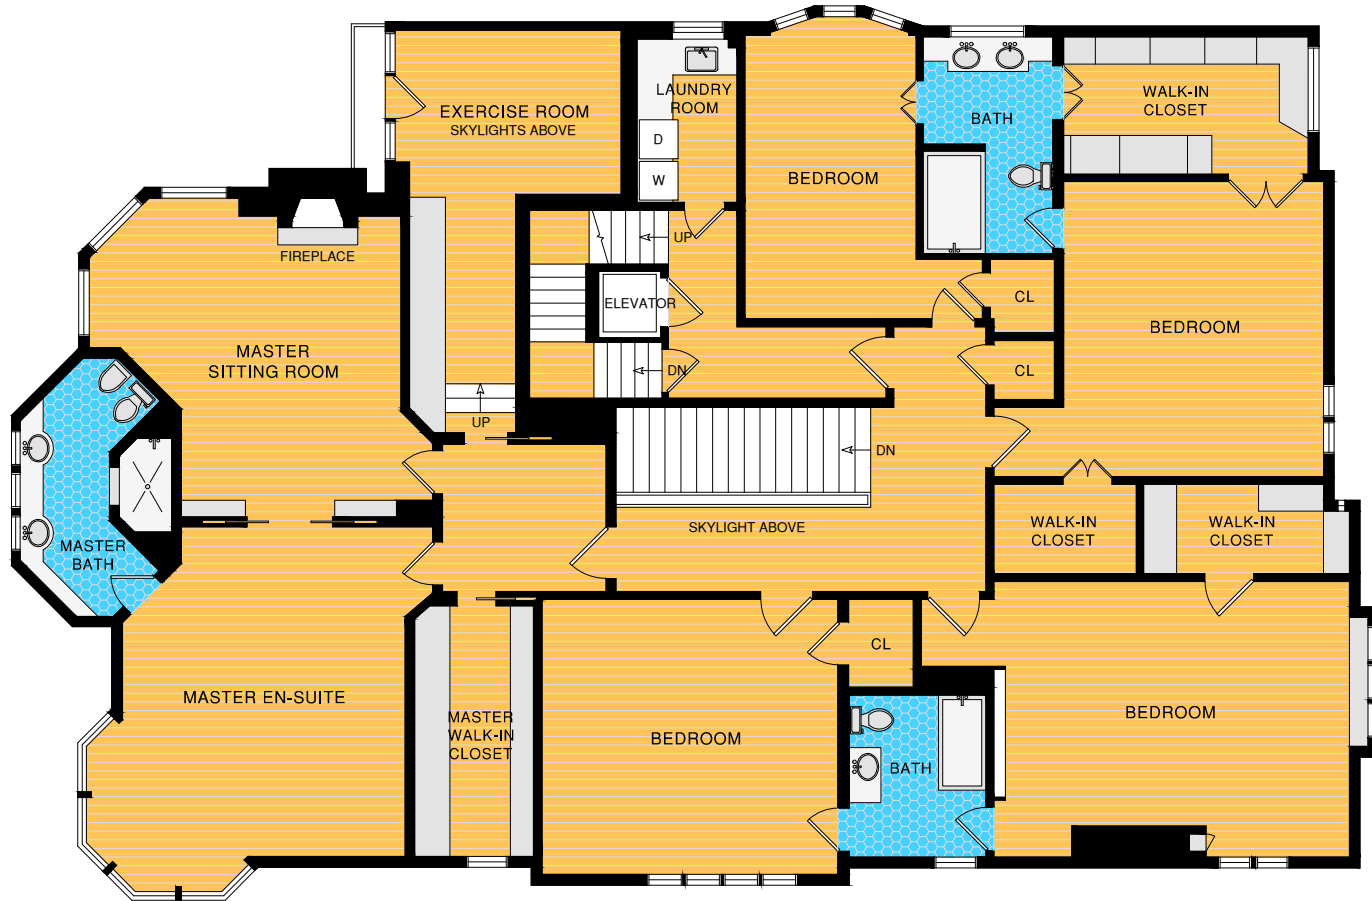 EXERCISE ROOM
SKYLIGHTS ABOVE
LAUNDRY
ROOM
D
W
BATH
WALK-IN
CLOSET
BEDROOM
UP
FIREPLACE
ELEVATOR
CL
BEDROOM
MASTER
SITTING ROOM
DN
CL
UP
DN
SKYLIGHT ABOVE
WALK-IN
CLOSET
WALK-IN
CLOSET
MASTER
BATH
CL
MASTER EN-SUITE
MASTER
WALK-IN
CLOSET
BEDROOM
BEDROOM
BATH